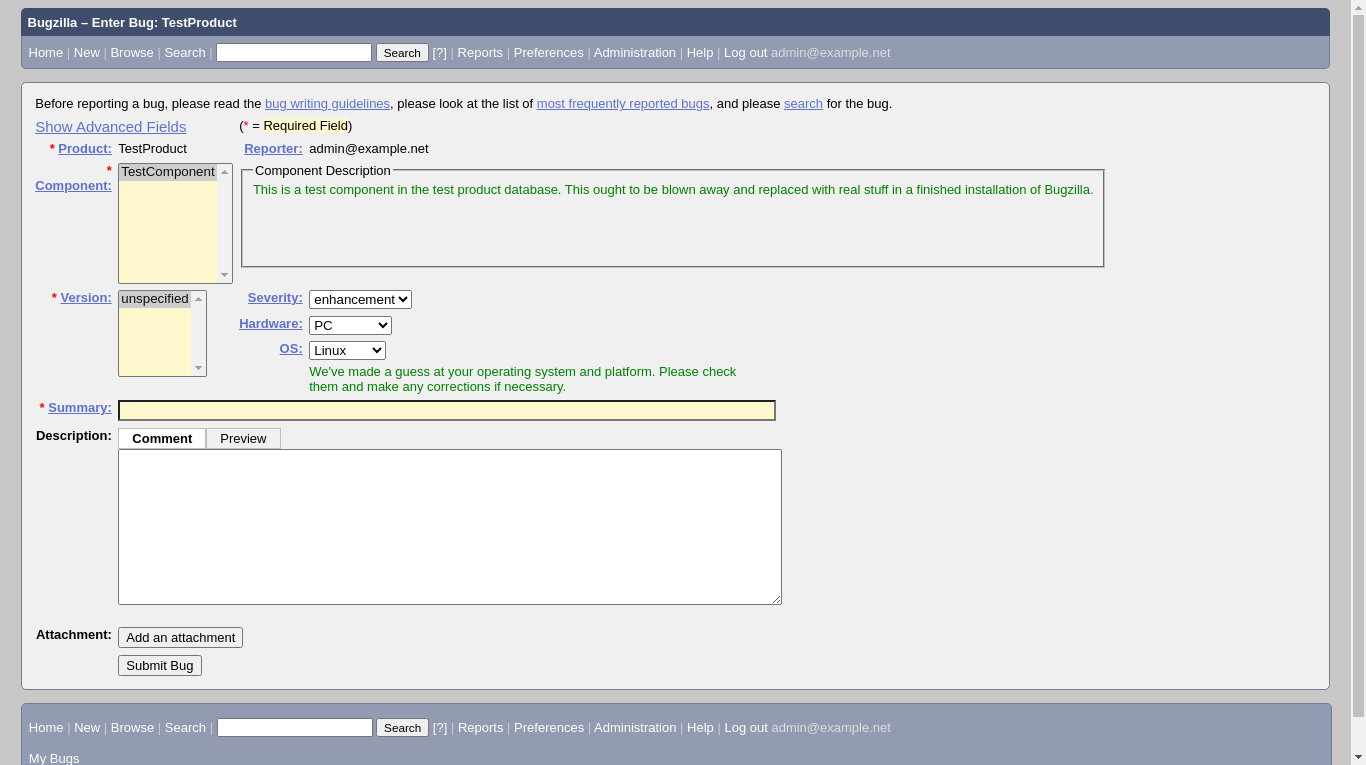 Bugzilla – Enter Bug: TestProduct
Home | New | Browse | Search | Search [?] | Reports | Preferences | Administration | Help | Log out admin@example.net
Before reporting a bug, please read the bug writing guidelines, please look at the list of most frequently reported bugs, and please search for the bug.
Show Advanced Fields (* = Required Field)
* Product: TestProduct Reporter: admin@example.net
* Component: TestComponent Component Description
This is a test component in the test product database. This ought to be blown away and replaced with real stuff in a finished installation of Bugzilla.
* Version: unspecified Severity: enhancement
Hardware: PC
OS: Linux
We've made a guess at your operating system and platform. Please check
them and make any corrections if necessary.
* Summary:
Description: Comment Preview
Attachment: Add an attachment
Submit Bug
Home | New | Browse | Search | Search [?] | Reports | Preferences | Administration | Help | Log out admin@example.net
My Bugs